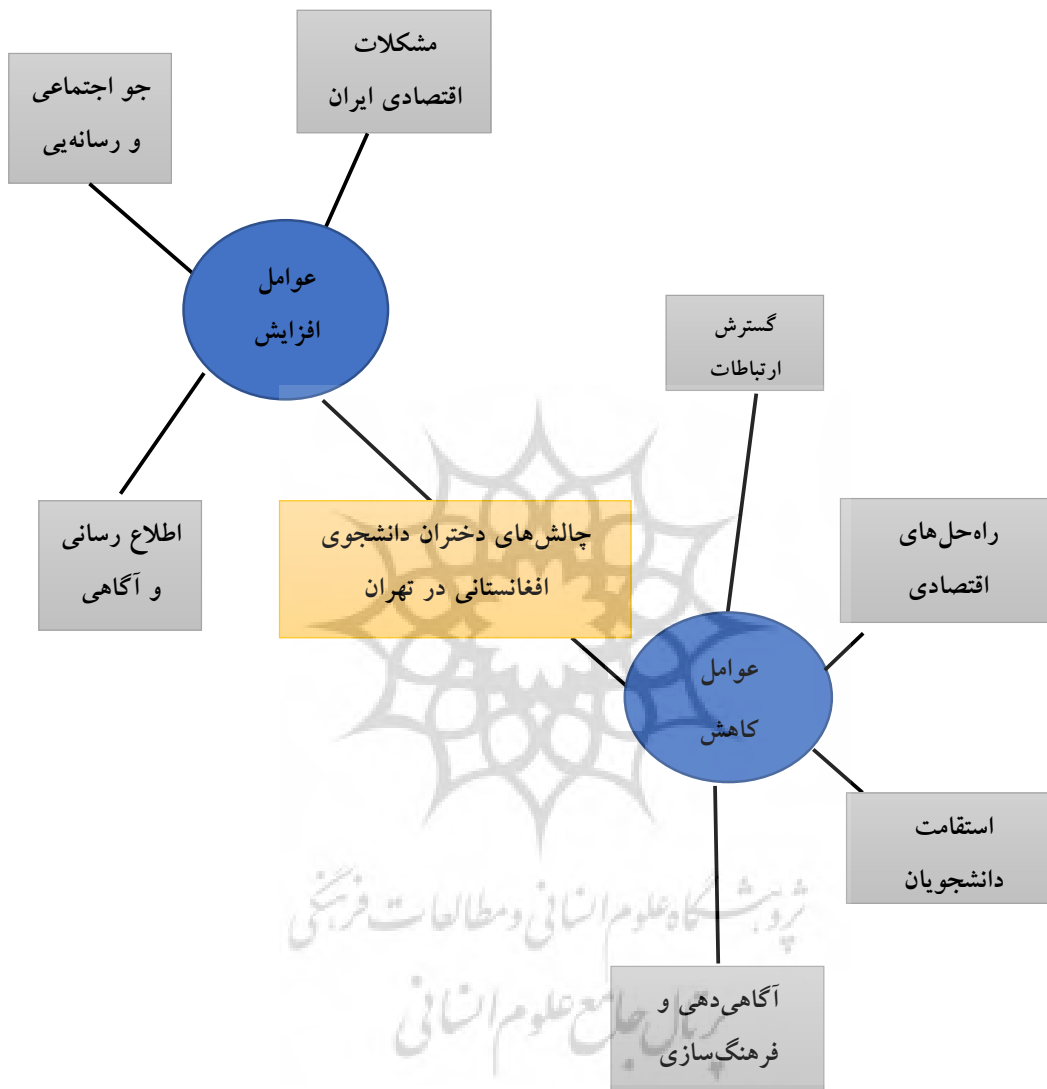 مشکلات
اقتصادی ایران
جو اجتماعی
و رسانه‌یی
عوامل
افزایش
اطلاع رسانی
و آگاهی
چالش‌های دختران دانشجوی
افغانستانی در تهران
گسترش
ارتباطات
راه‌حل‌های
اقتصادی
عوامل
کاهش
استقامت
دانشجویان
آگاهی‌دهی و
فرهنگ‌سازی
پژوهشگاه علوم انسانی و مطالعات فرهنگی
پرتال جامع علوم انسانی